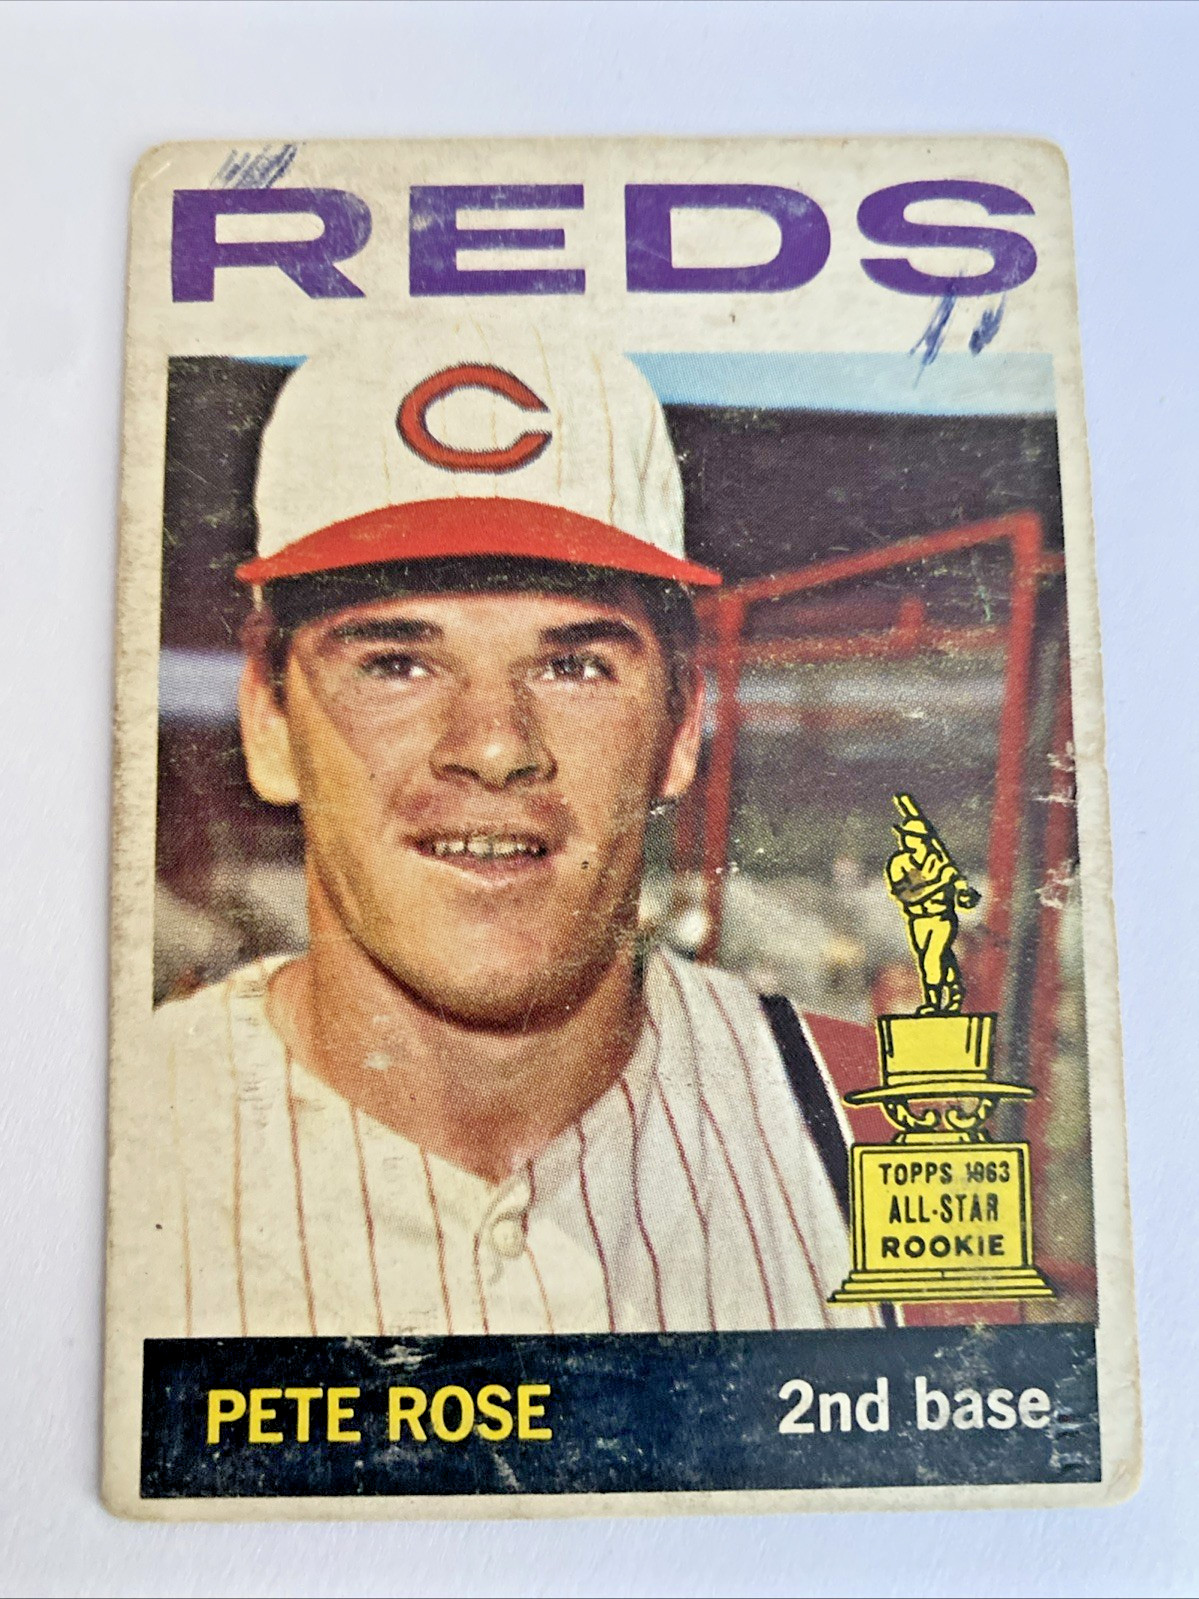 REDS
C
TOPPS 1963
ALL-STAR
ROOKIE
PETE ROSE
2nd base